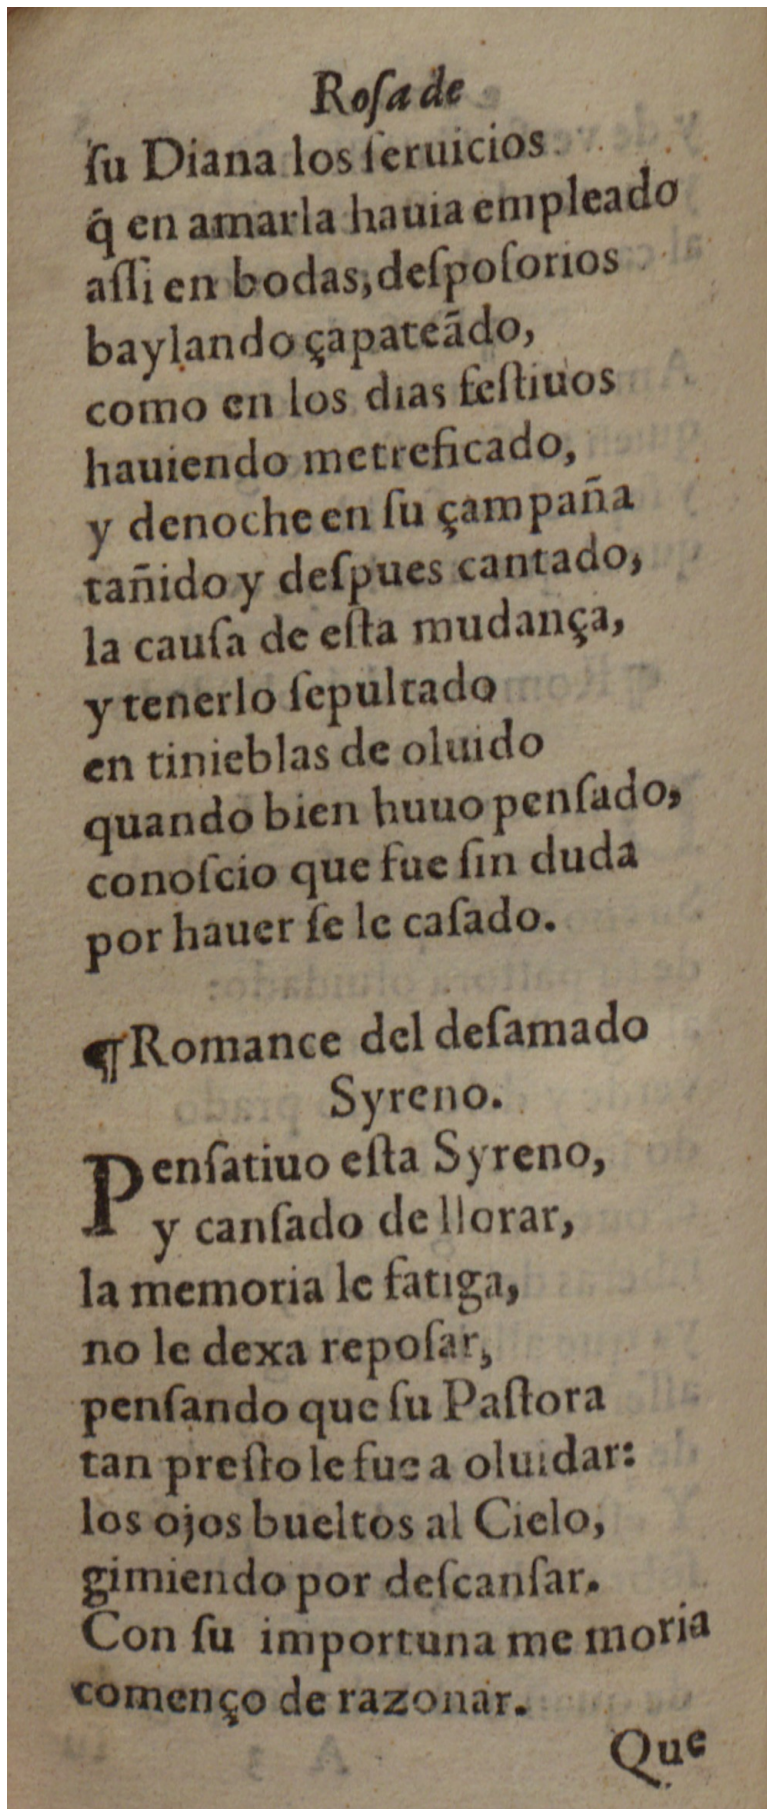 Roſa de
ſu Diana los ſeruicios
q̃ en amarla hauia empleado
aſſi en bodas, deſpoſorios
baylando çapateãdo,
como en los dias feſtiuos
hauiendo metreficado,
y denoche en ſu çampaña
tañido y deſpues cantado,
la cauſa de eſta mudança,
y tenerlo ſepultado
en tinieblas de oluido
quando bien huuo penſado,
conoſcio que fue ſin duda
por hauer ſe le caſado.
¶Romance del deſamado
Syreno.
Penſatiuo eſta Syreno,
y canſado de llorar,
la memoria le fatiga,
no le dexa repoſar,
penſando que ſu Paſtora
tan preſto le fue a oluidar:
los ojos bueltos al Cielo,
gimiendo por deſcanſar.
Con ſu importuna me moria
començo de razonar.
Que